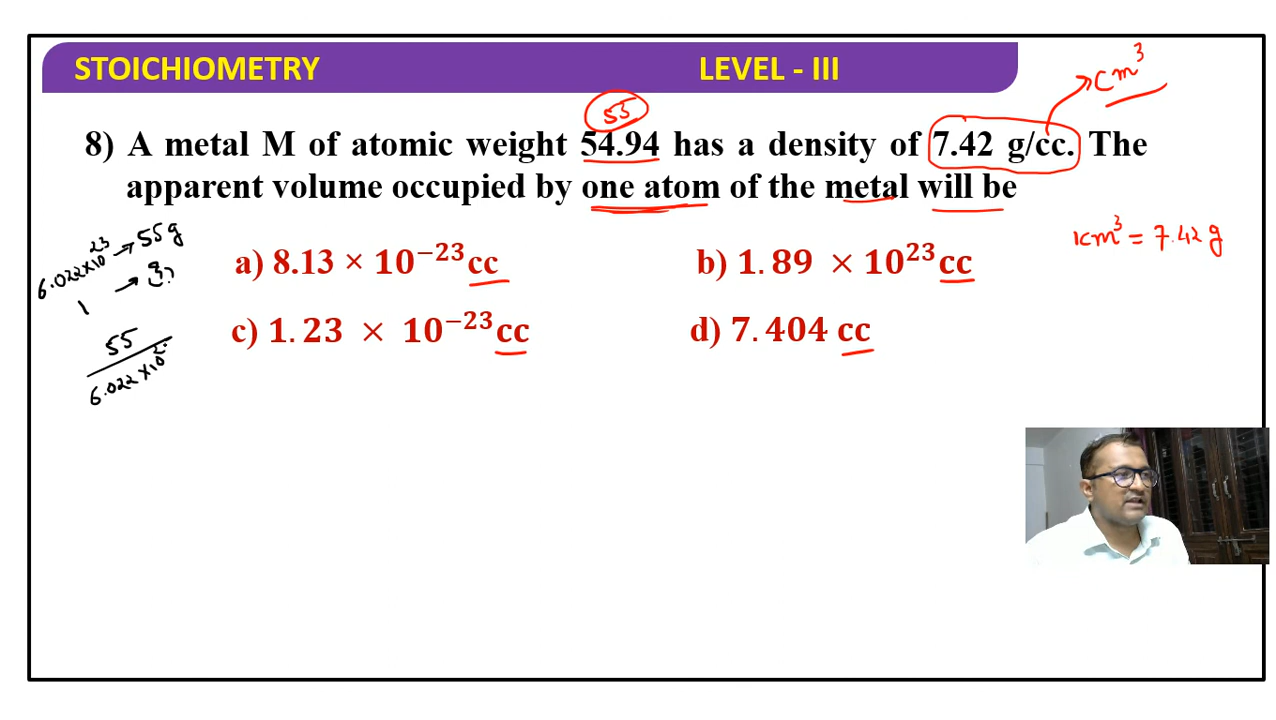 STOICHIOMETRY LEVEL - III
cm³
55
8) A metal M of atomic weight 54.94 has a density of 7.42 g/cc. The
apparent volume occupied by one atom of the metal will be
1cm³ = 7.42 g
6.022×10²³ → 55g
1 → ?
a) 8.13 × 10⁻²³cc b) 1.89 × 10²³cc
c) 1.23 × 10⁻²³cc d) 7.404 cc
55
6.022×10